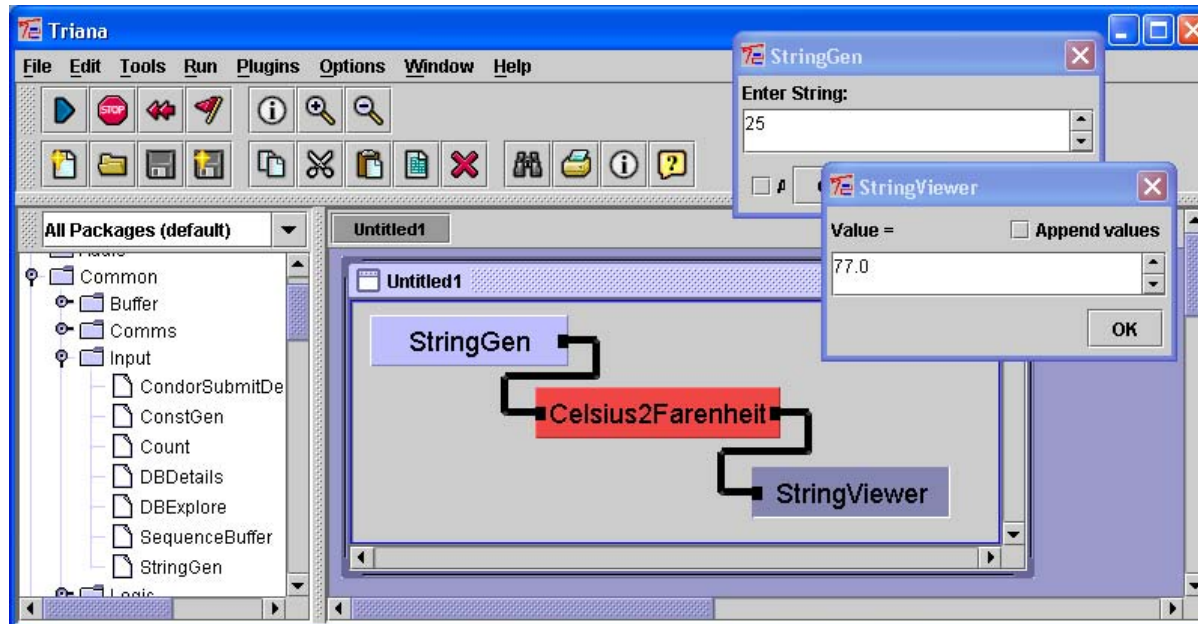 Triana
File Edit Tools Run Plugins Options Window Help
STOP
StringGen
Enter String:
25
StringViewer
Value =
Append values
77.0
OK
All Packages (default)
Common
Buffer
Comms
Input
CondorSubmitDe
ConstGen
Count
DBDetails
DBExplore
SequenceBuffer
StringGen
Logic
Untitled1
Untitled1
StringGen
Celsius2Farenheit
StringViewer